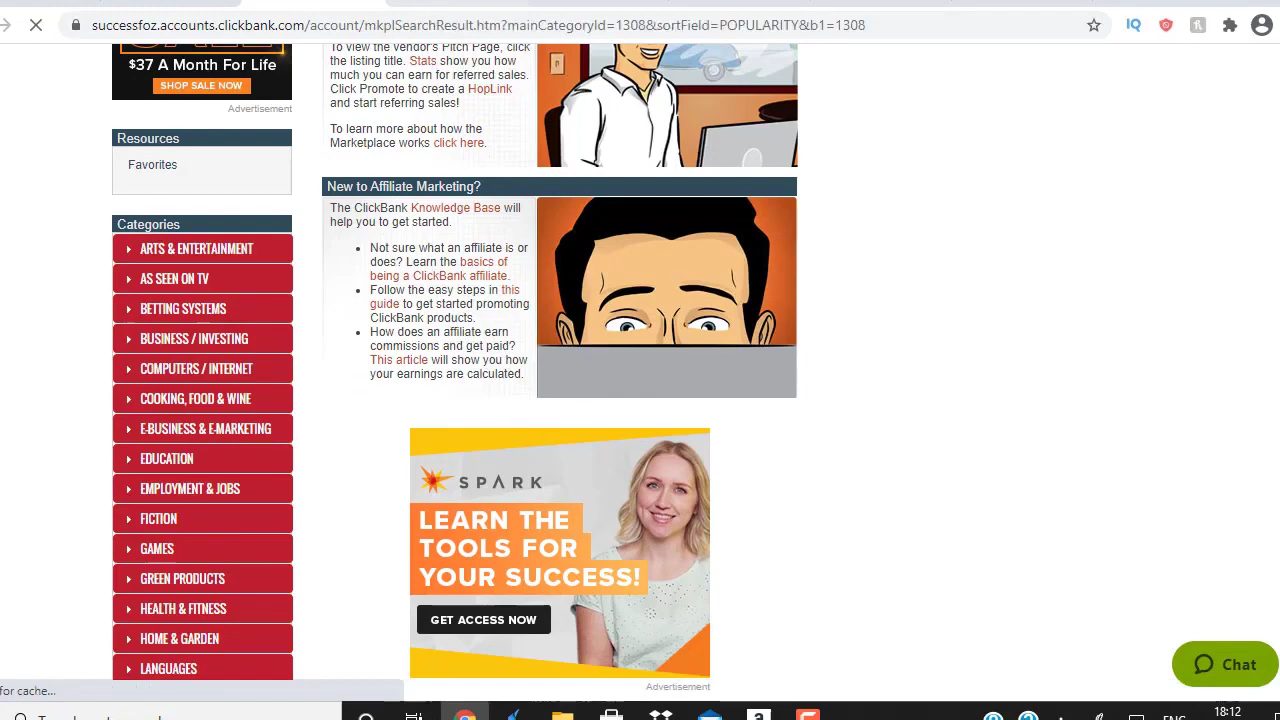 successfoz.accounts.clickbank.com/account/mkplSearchResult.htm?mainCategoryId=1308&sortField=POPULARITY&b1=1308
IQ
$37 A Month For Life
SHOP SALE NOW
Advertisement
Resources
Favorites
Categories
ARTS & ENTERTAINMENT
AS SEEN ON TV
BETTING SYSTEMS
BUSINESS / INVESTING
COMPUTERS / INTERNET
COOKING, FOOD & WINE
E-BUSINESS & E-MARKETING
EDUCATION
EMPLOYMENT & JOBS
FICTION
GAMES
GREEN PRODUCTS
HEALTH & FITNESS
HOME & GARDEN
LANGUAGES
To view the vendor's Pitch Page, click
the listing title. Stats show you how
much you can earn for referred sales.
Click Promote to create a HopLink
and start referring sales!
To learn more about how the
Marketplace works click here.
New to Affiliate Marketing?
The ClickBank Knowledge Base will
help you to get started.
Not sure what an affiliate is or
does? Learn the basics of
being a ClickBank affiliate.
Follow the easy steps in this
guide to get started promoting
ClickBank products.
How does an affiliate earn
commissions and get paid?
This article will show you how
your earnings are calculated.
SPARK
LEARN THE
TOOLS FOR
YOUR SUCCESS!
GET ACCESS NOW
Advertisement
Chat
for cache...
18:12